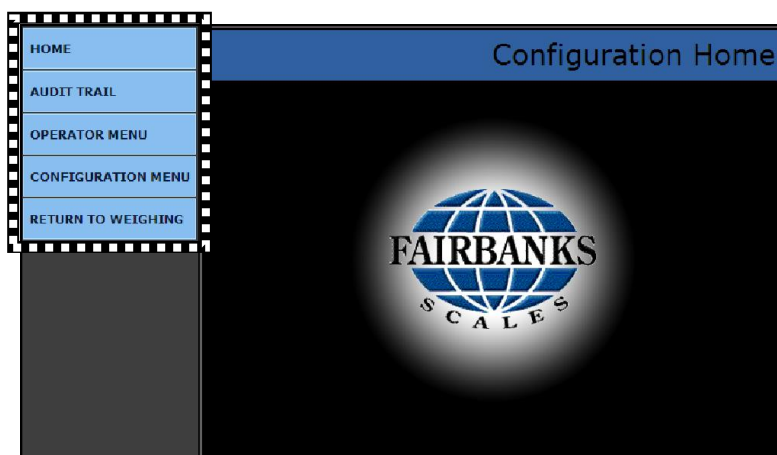 HOME
AUDIT TRAIL
OPERATOR MENU
CONFIGURATION MENU
RETURN TO WEIGHING
Configuration Home
FAIRBANKS
SCALES